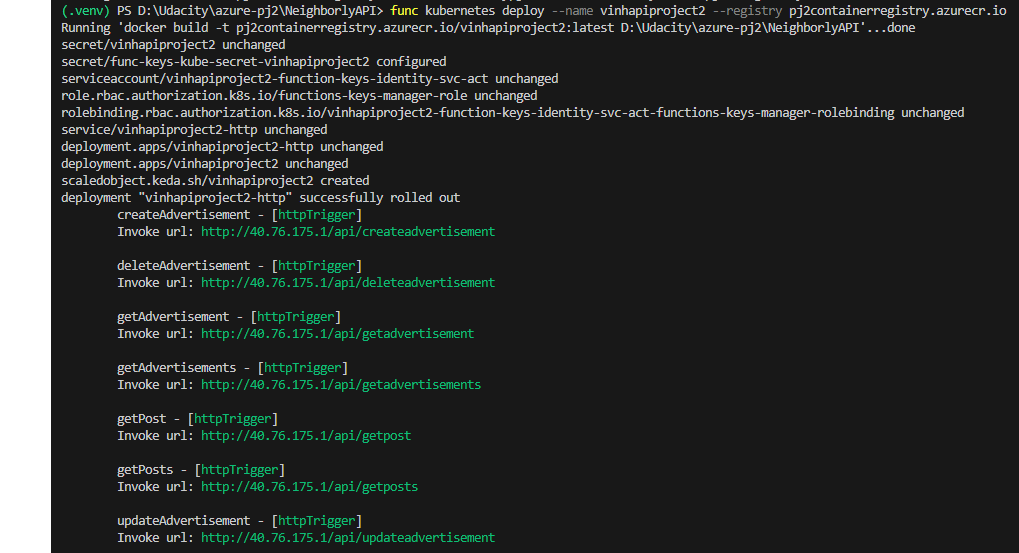 (.venv) PS D:\Udacity\azure-pj2\NeighborlyAPI> func kubernetes deploy --name vinhapiproject2 --registry pj2containerregistry.azurecr.io
Running 'docker build -t pj2containerregistry.azurecr.io/vinhapiproject2:latest D:\Udacity\azure-pj2\NeighborlyAPI'...done
secret/vinhapiproject2 unchanged
secret/func-keys-kube-secret-vinhapiproject2 configured
serviceaccount/vinhapiproject2-function-keys-identity-svc-act unchanged
role.rbac.authorization.k8s.io/functions-keys-manager-role unchanged
rolebinding.rbac.authorization.k8s.io/vinhapiproject2-function-keys-identity-svc-act-functions-keys-manager-rolebinding unchanged
service/vinhapiproject2-http unchanged
deployment.apps/vinhapiproject2-http unchanged
deployment.apps/vinhapiproject2 unchanged
scaledobject.keda.sh/vinhapiproject2 created
deployment "vinhapiproject2-http" successfully rolled out
createAdvertisement - [httpTrigger]
Invoke url: http://40.76.175.1/api/createadvertisement
deleteAdvertisement - [httpTrigger]
Invoke url: http://40.76.175.1/api/deleteadvertisement
getAdvertisement - [httpTrigger]
Invoke url: http://40.76.175.1/api/getadvertisement
getAdvertisements - [httpTrigger]
Invoke url: http://40.76.175.1/api/getadvertisements
getPost - [httpTrigger]
Invoke url: http://40.76.175.1/api/getpost
getPosts - [httpTrigger]
Invoke url: http://40.76.175.1/api/getposts
updateAdvertisement - [httpTrigger]
Invoke url: http://40.76.175.1/api/updateadvertisement